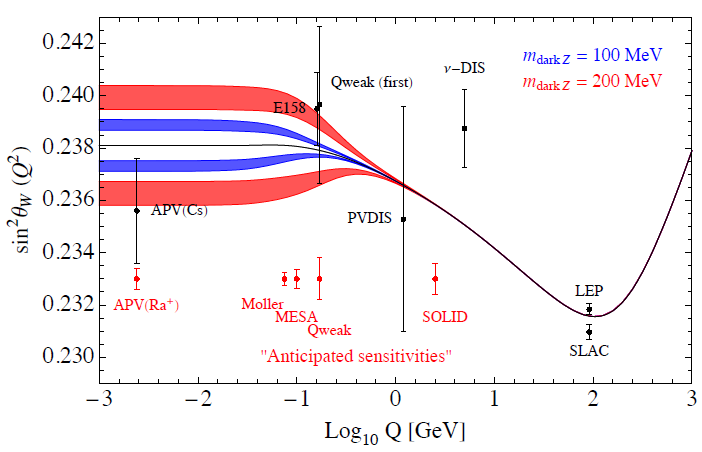 m_dark Z = 100 MeV
m_dark Z = 200 MeV
ν−DIS
Qweak (first)
E158
APV(Cs)
PVDIS
APV(Ra⁺)
Moller
MESA
Qweak
SOLID
LEP
SLAC
"Anticipated sensitivities"
sin²θ_W (Q²)
0.242
0.240
0.238
0.236
0.234
0.232
0.230
−3 −2 −1 0 1 2 3
Log₁₀ Q [GeV]